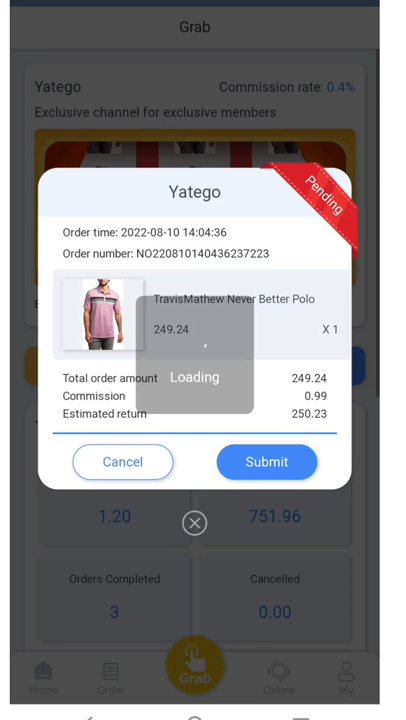 Grab
Yatego
Commission rate: 0.4%
Exclusive channel for exclusive members
Yatego
Pending
Order time: 2022-08-10 14:04:36
Order number: NO220810140436237223
TravisMathew Never Better Polo
249.24
X 1
Loading
Total order amount 249.24
Commission 0.99
Estimated return 250.23
Cancel
Submit
1.20
751.96
Orders Completed
Cancelled
3
0.00
Home
Order
Grab
Online
My